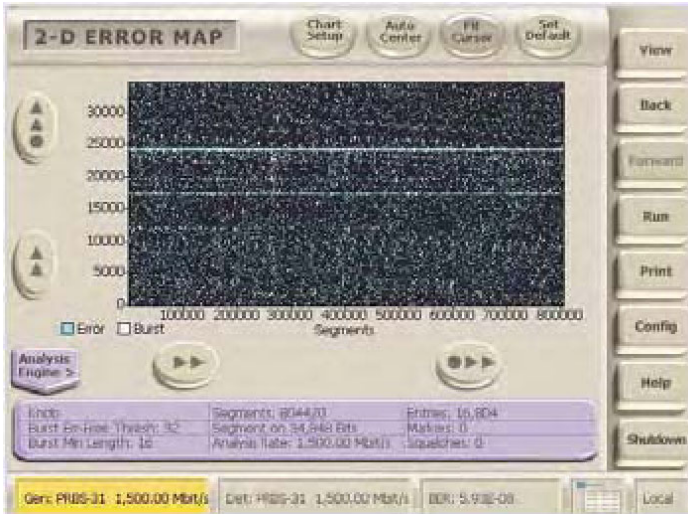 2-D ERROR MAP
Chart Setup
Auto Center
Fit Cursor
Set Default
View
Back
Forward
Run
Print
Config
Help
Shutdown
30000
25000
20000
15000
10000
5000
0
100000 200000 300000 400000 500000 600000 700000 800000
Error Burst
Segments
Analysis Engine >
Knob
Burst Err-Free Thresh: 32
Burst Min Length: 16
Segments: 804420
Segment on 34,948 Bits
Analysis Rate: 1,500.00 Mbit/s
Entries: 16,804
Markers: 0
Squelches: 0
Gen: PRBS-31 1,500.00 Mbit/s
Det: PRBS-31 1,500.00 Mbit/s
BER: 5.93E-08
Local